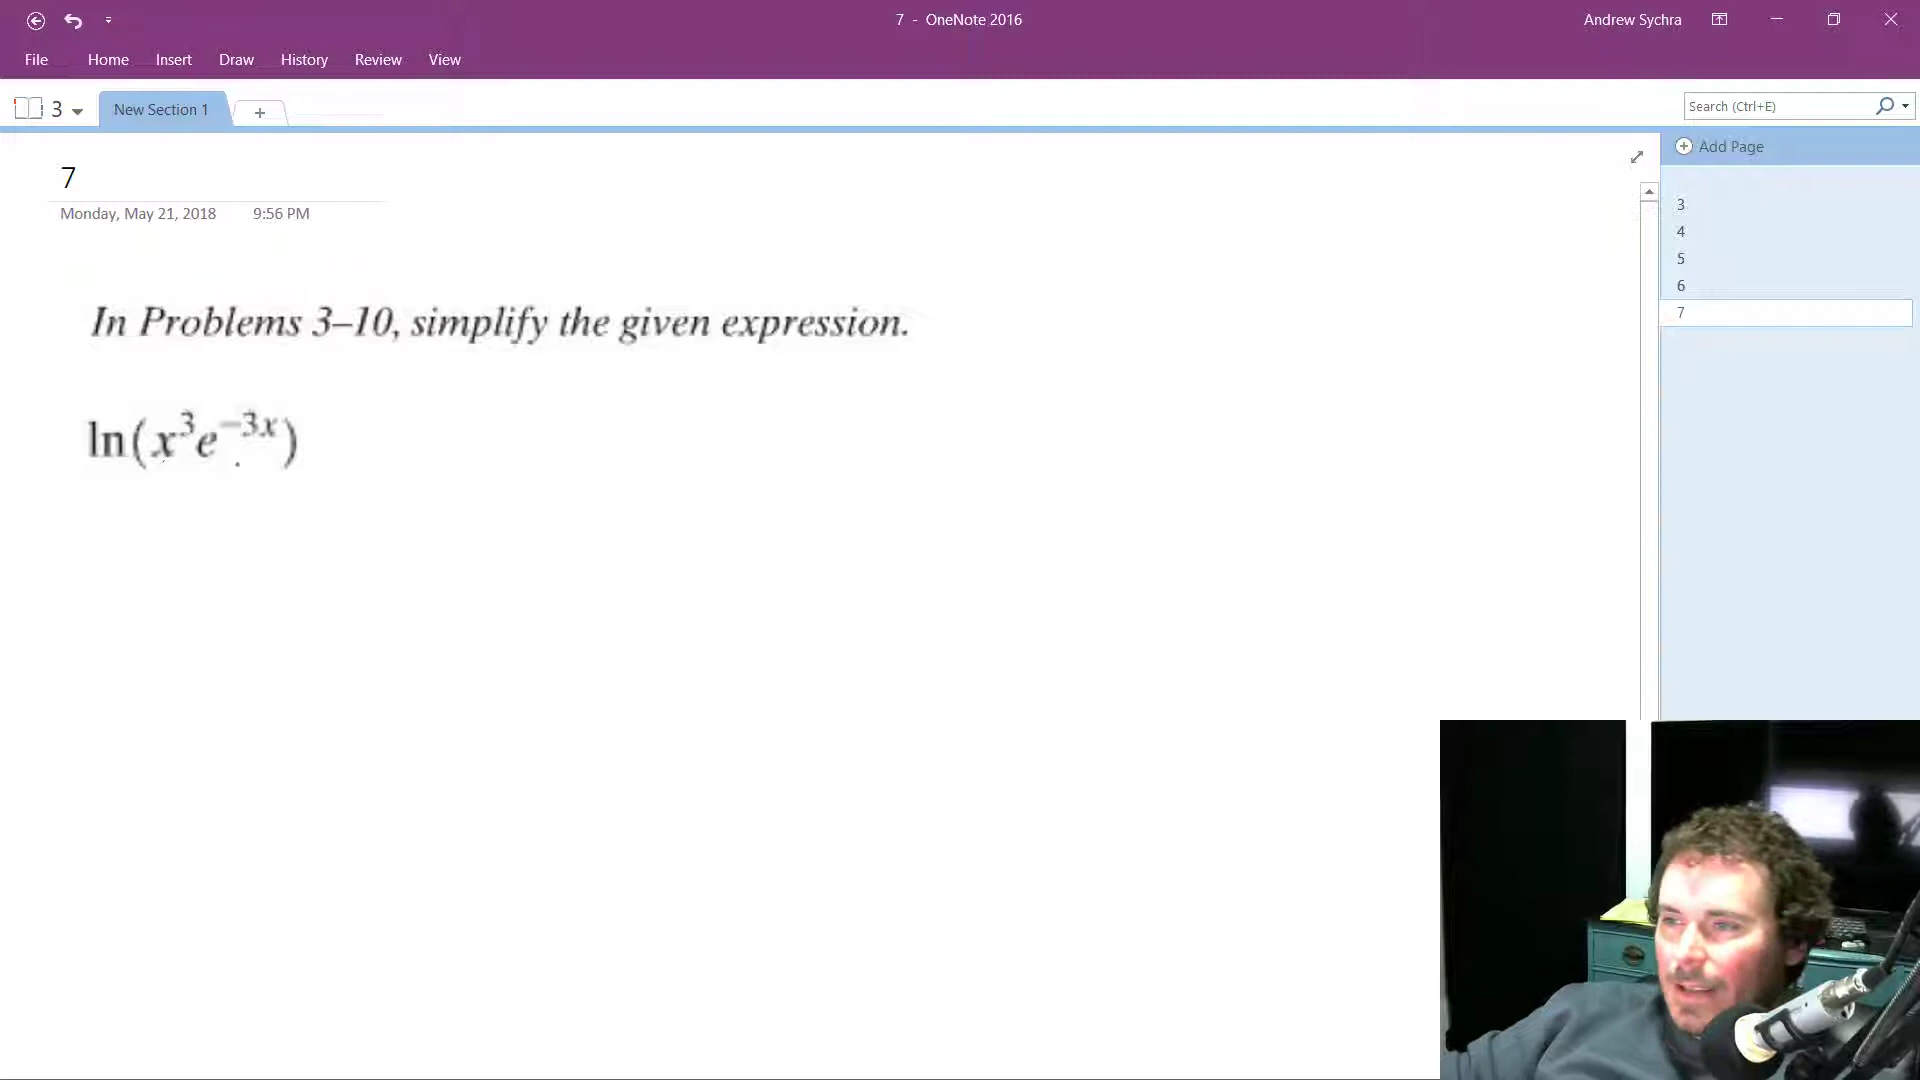 7 - OneNote 2016
Andrew Sychra
File Home Insert Draw History Review View
3
New Section 1
+
Search (Ctrl+E)
Add Page
7
Monday, May 21, 2018 9:56 PM
3
4
5
6
7
In Problems 3–10, simplify the given expression.
ln(x³e⁻³ˣ)